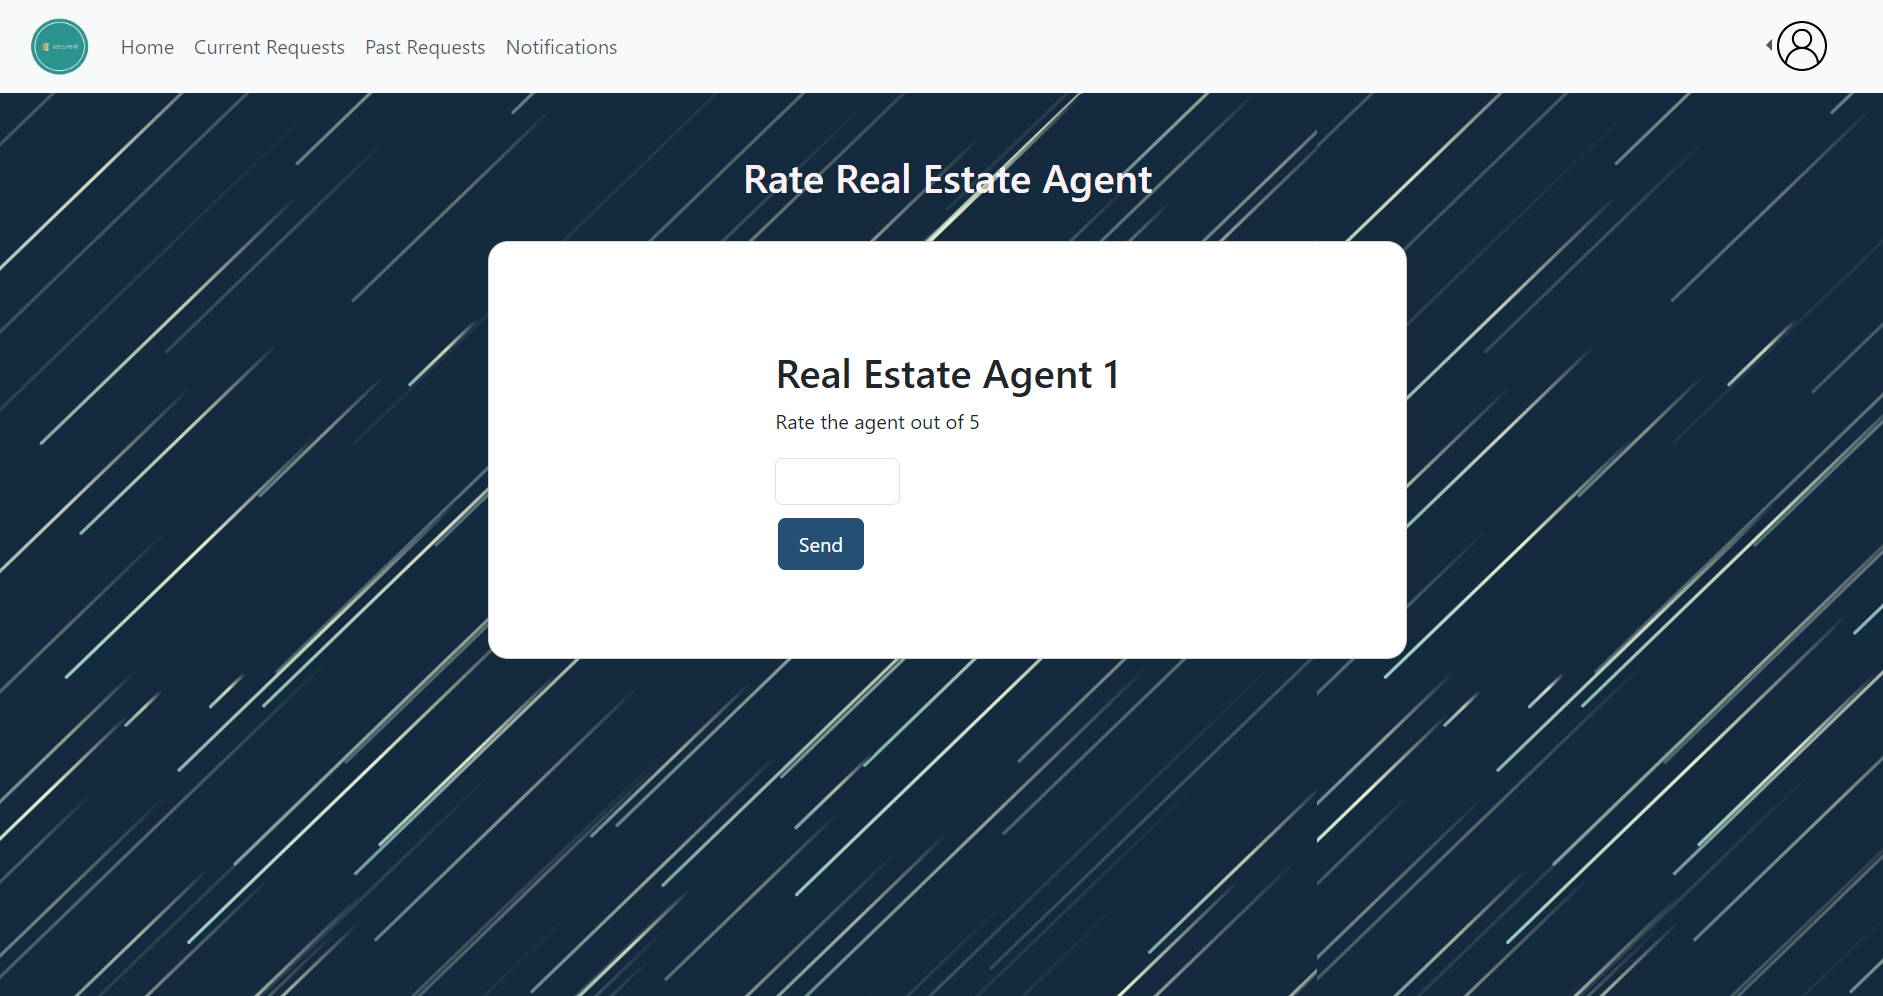 securent
Home Current Requests Past Requests Notifications
Rate Real Estate Agent
Real Estate Agent 1
Rate the agent out of 5
Send